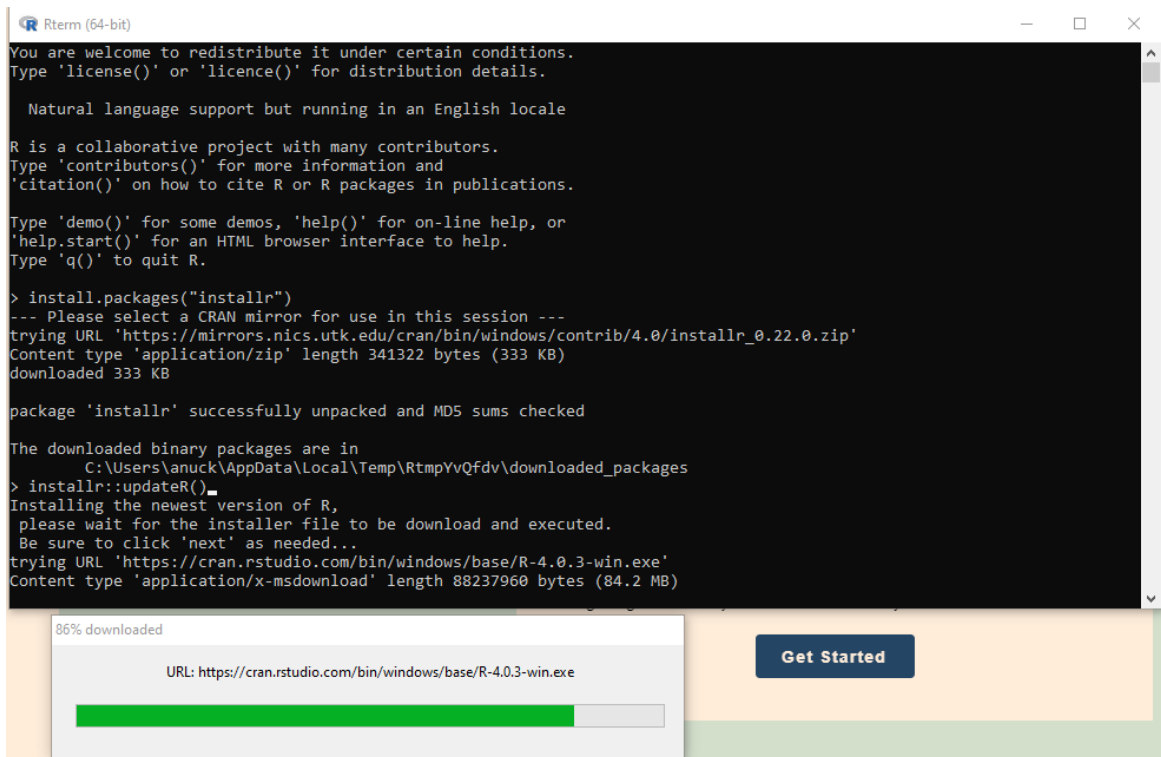 Rterm (64-bit)
You are welcome to redistribute it under certain conditions.
Type 'license()' or 'licence()' for distribution details.
Natural language support but running in an English locale
R is a collaborative project with many contributors.
Type 'contributors()' for more information and
'citation()' on how to cite R or R packages in publications.
Type 'demo()' for some demos, 'help()' for on-line help, or
'help.start()' for an HTML browser interface to help.
Type 'q()' to quit R.
> install.packages("installr")
--- Please select a CRAN mirror for use in this session ---
trying URL 'https://mirrors.nics.utk.edu/cran/bin/windows/contrib/4.0/installr_0.22.0.zip'
Content type 'application/zip' length 341322 bytes (333 KB)
downloaded 333 KB
package 'installr' successfully unpacked and MD5 sums checked
The downloaded binary packages are in
C:\Users\anuck\AppData\Local\Temp\RtmpYvQfdv\downloaded_packages
> installr::updateR()
Installing the newest version of R,
please wait for the installer file to be download and executed.
Be sure to click 'next' as needed...
trying URL 'https://cran.rstudio.com/bin/windows/base/R-4.0.3-win.exe'
Content type 'application/x-msdownload' length 88237960 bytes (84.2 MB)
86% downloaded
URL: https://cran.rstudio.com/bin/windows/base/R-4.0.3-win.exe
Get Started